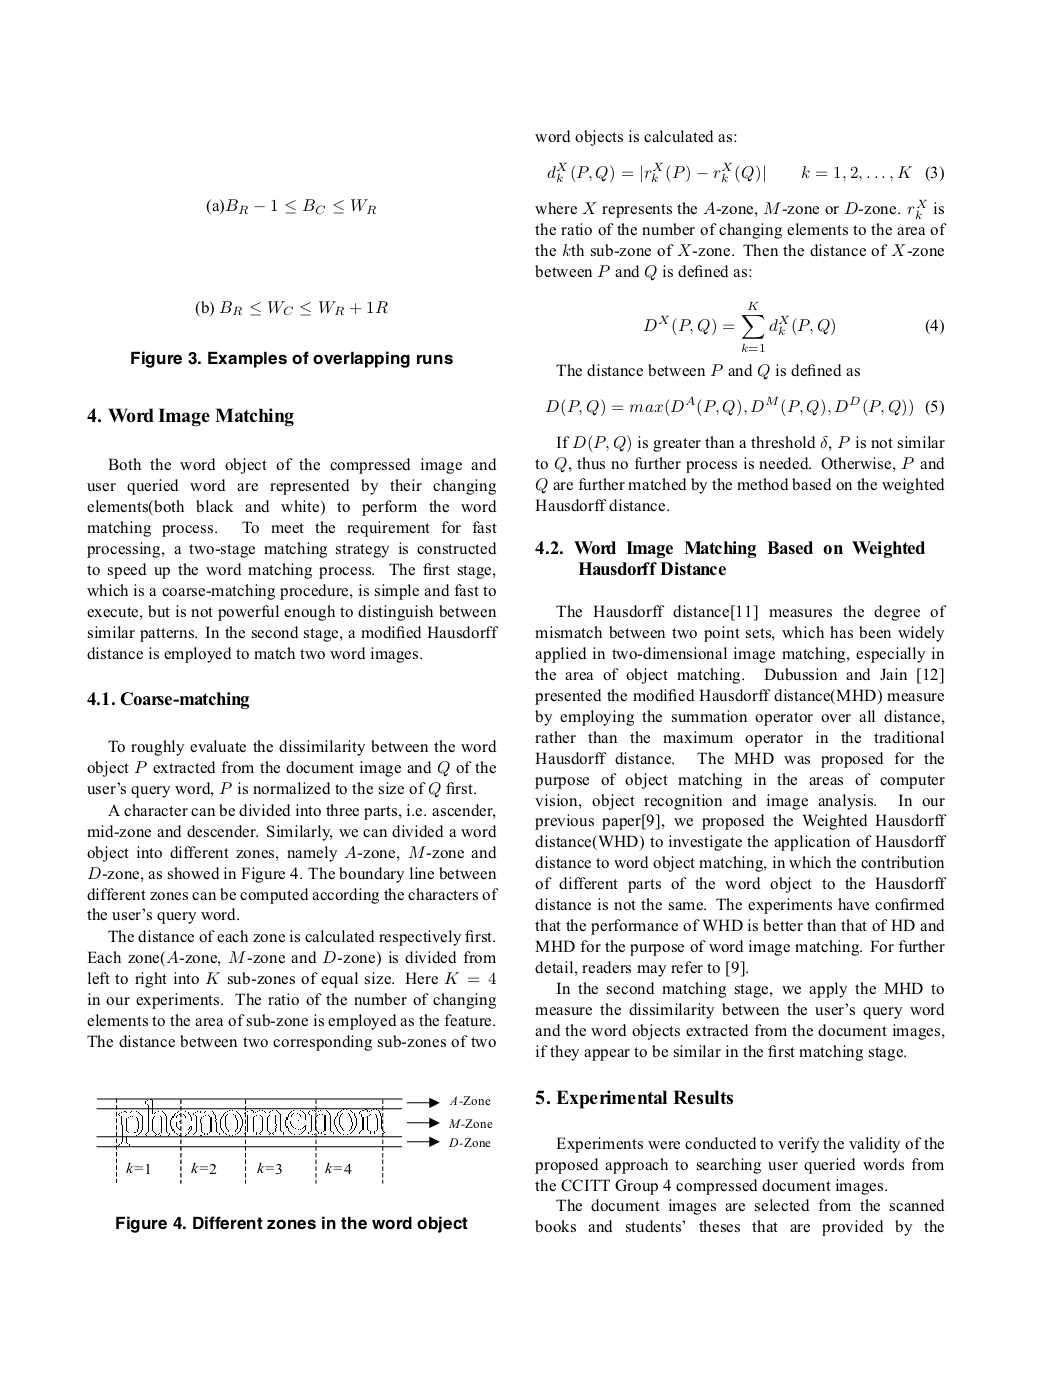 (a)B_R − 1 ≤ B_C ≤ W_R
(b) B_R ≤ W_C ≤ W_R + 1R
Figure 3. Examples of overlapping runs
4. Word Image Matching
Both the word object of the compressed image and
user queried word are represented by their changing
elements(both black and white) to perform the word
matching process. To meet the requirement for fast
processing, a two-stage matching strategy is constructed
to speed up the word matching process. The first stage,
which is a coarse-matching procedure, is simple and fast to
execute, but is not powerful enough to distinguish between
similar patterns. In the second stage, a modified Hausdorff
distance is employed to match two word images.
4.1. Coarse-matching
To roughly evaluate the dissimilarity between the word
object P extracted from the document image and Q of the
user's query word, P is normalized to the size of Q first.
A character can be divided into three parts, i.e. ascender,
mid-zone and descender. Similarly, we can divided a word
object into different zones, namely A-zone, M-zone and
D-zone, as showed in Figure 4. The boundary line between
different zones can be computed according the characters of
the user's query word.
The distance of each zone is calculated respectively first.
Each zone(A-zone, M-zone and D-zone) is divided from
left to right into K sub-zones of equal size. Here K = 4
in our experiments. The ratio of the number of changing
elements to the area of sub-zone is employed as the feature.
The distance between two corresponding sub-zones of two
A-Zone
phenomenon
M-Zone
D-Zone
k=1 k=2 k=3 k=4
Figure 4. Different zones in the word object
word objects is calculated as:
d_k^X(P, Q) = |r_k^X(P) − r_k^X(Q)| k = 1, 2, . . . , K (3)
where X represents the A-zone, M-zone or D-zone. r_k^X is
the ratio of the number of changing elements to the area of
the kth sub-zone of X-zone. Then the distance of X-zone
between P and Q is defined as:
D^X(P, Q) = ∑_{k=1}^{K} d_k^X(P, Q) (4)
The distance between P and Q is defined as
D(P, Q) = max(D^A(P, Q), D^M(P, Q), D^D(P, Q)) (5)
If D(P, Q) is greater than a threshold δ, P is not similar
to Q, thus no further process is needed. Otherwise, P and
Q are further matched by the method based on the weighted
Hausdorff distance.
4.2. Word Image Matching Based on Weighted
Hausdorff Distance
The Hausdorff distance[11] measures the degree of
mismatch between two point sets, which has been widely
applied in two-dimensional image matching, especially in
the area of object matching. Dubussion and Jain [12]
presented the modified Hausdorff distance(MHD) measure
by employing the summation operator over all distance,
rather than the maximum operator in the traditional
Hausdorff distance. The MHD was proposed for the
purpose of object matching in the areas of computer
vision, object recognition and image analysis. In our
previous paper[9], we proposed the Weighted Hausdorff
distance(WHD) to investigate the application of Hausdorff
distance to word object matching, in which the contribution
of different parts of the word object to the Hausdorff
distance is not the same. The experiments have confirmed
that the performance of WHD is better than that of HD and
MHD for the purpose of word image matching. For further
detail, readers may refer to [9].
In the second matching stage, we apply the MHD to
measure the dissimilarity between the user's query word
and the word objects extracted from the document images,
if they appear to be similar in the first matching stage.
5. Experimental Results
Experiments were conducted to verify the validity of the
proposed approach to searching user queried words from
the CCITT Group 4 compressed document images.
The document images are selected from the scanned
books and students' theses that are provided by the